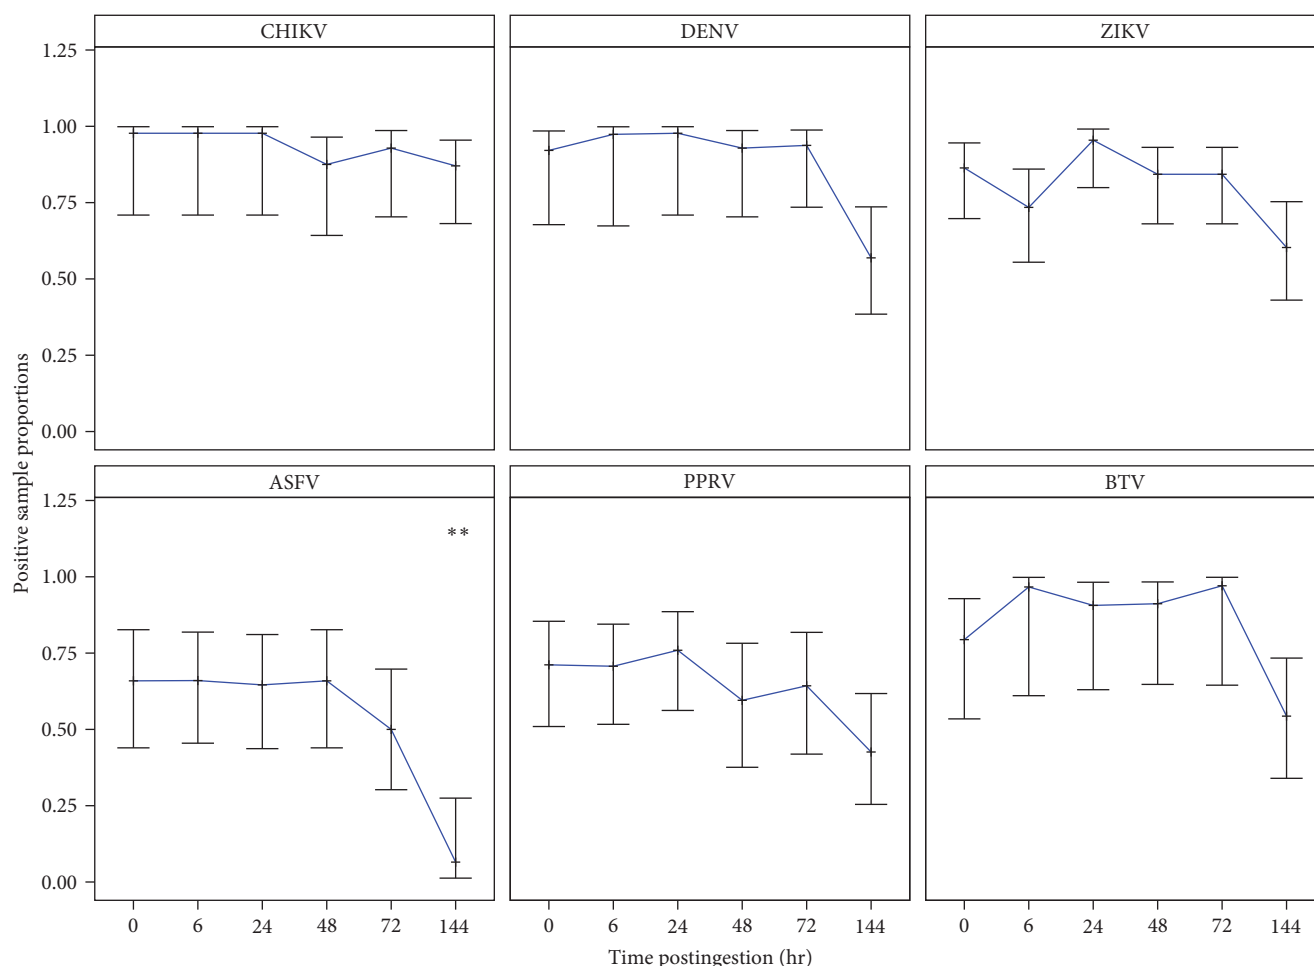 CHIKV DENV ZIKV
1.25
1.00
0.75
0.50
0.25
0.00
Positive sample proportions
ASFV PPRV BTV
1.25
**
1.00
0.75
0.50
0.25
0.00
0 6 24 48 72 144 0 6 24 48 72 144 0 6 24 48 72 144
Time postingestion (hr)